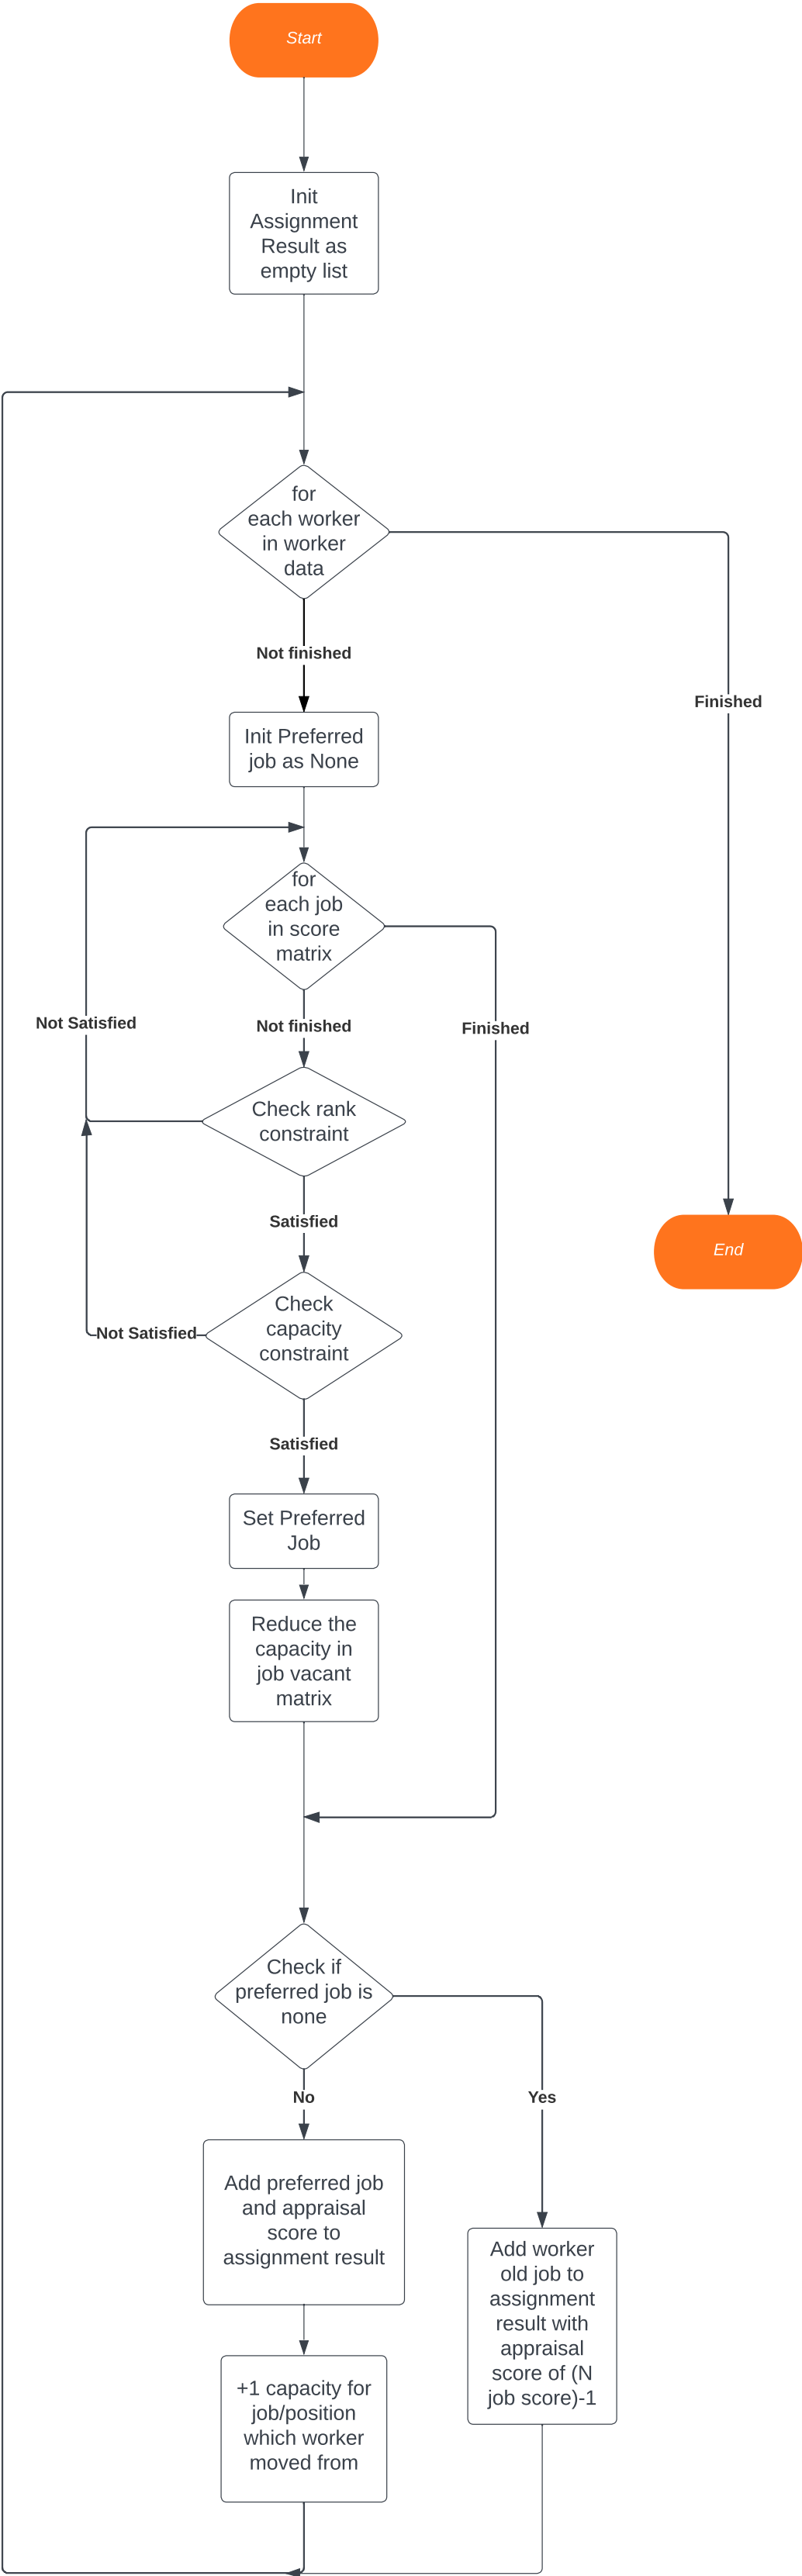 Start
Init
Assignment
Result as
empty list
for
each worker
in worker
data
Not finished
Finished
Init Preferred
job as None
for
each job
in score
matrix
Not Satisfied
Not finished
Finished
Check rank
constraint
Satisfied
End
Check
capacity
constraint
Not Satisfied
Satisfied
Set Preferred
Job
Reduce the
capacity in
job vacant
matrix
Check if
preferred job is
none
No
Yes
Add preferred job
and appraisal
score to
assignment result
Add worker
old job to
assignment
result with
appraisal
score of (N
job score)-1
+1 capacity for
job/position
which worker
moved from